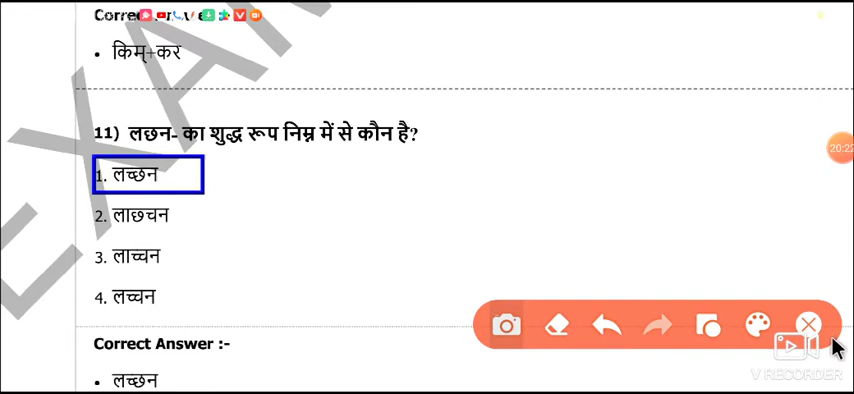 • किम्+कर
11) लछन- का शुद्ध रूप निम्न में से कौन है?
1. लच्छन
2. लाछचन
3. लाच्चन
4. लच्चन
Correct Answer :-
• लच्छन
20:22
V RECORDER
EXAM